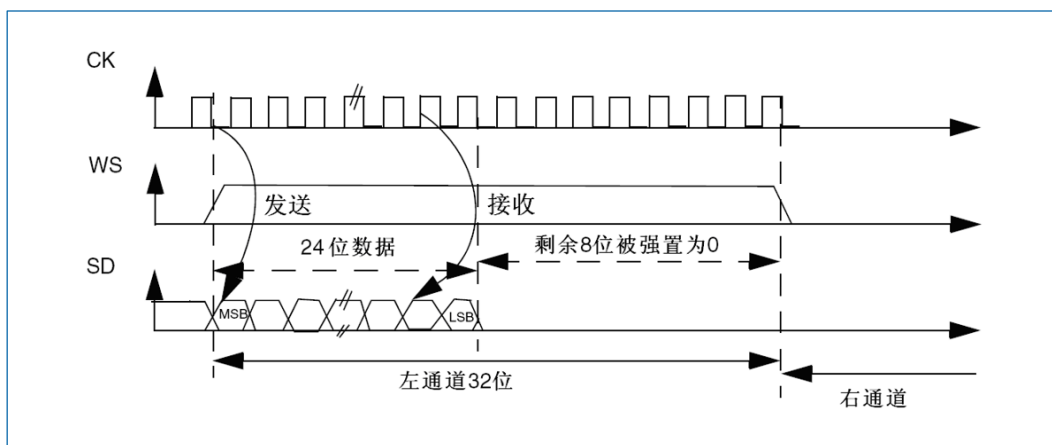 CK
WS
发送
接收
24位数据
剩余8位被强置为0
SD
MSB
LSB
左通道32位
右通道